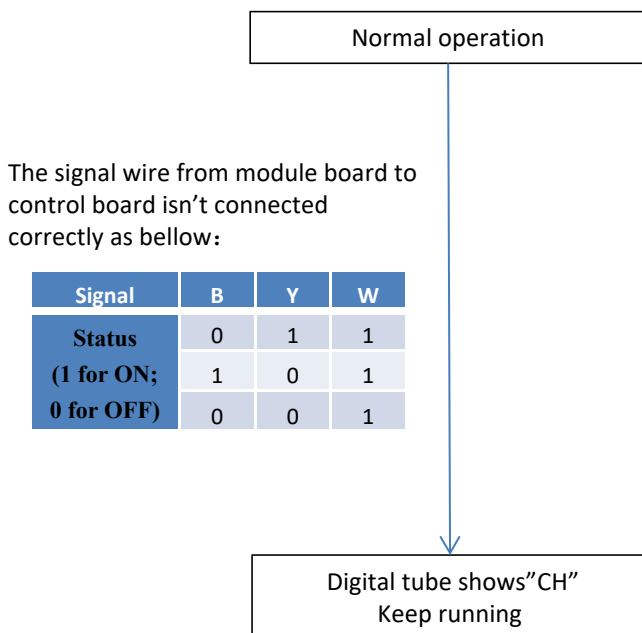 Normal operation
The signal wire from module board to
control board isn't connected
correctly as bellow：
Signal B Y W
Status 0 1 1
(1 for ON; 1 0 1
0 for OFF) 0 0 1
Digital tube shows”CH”
Keep running